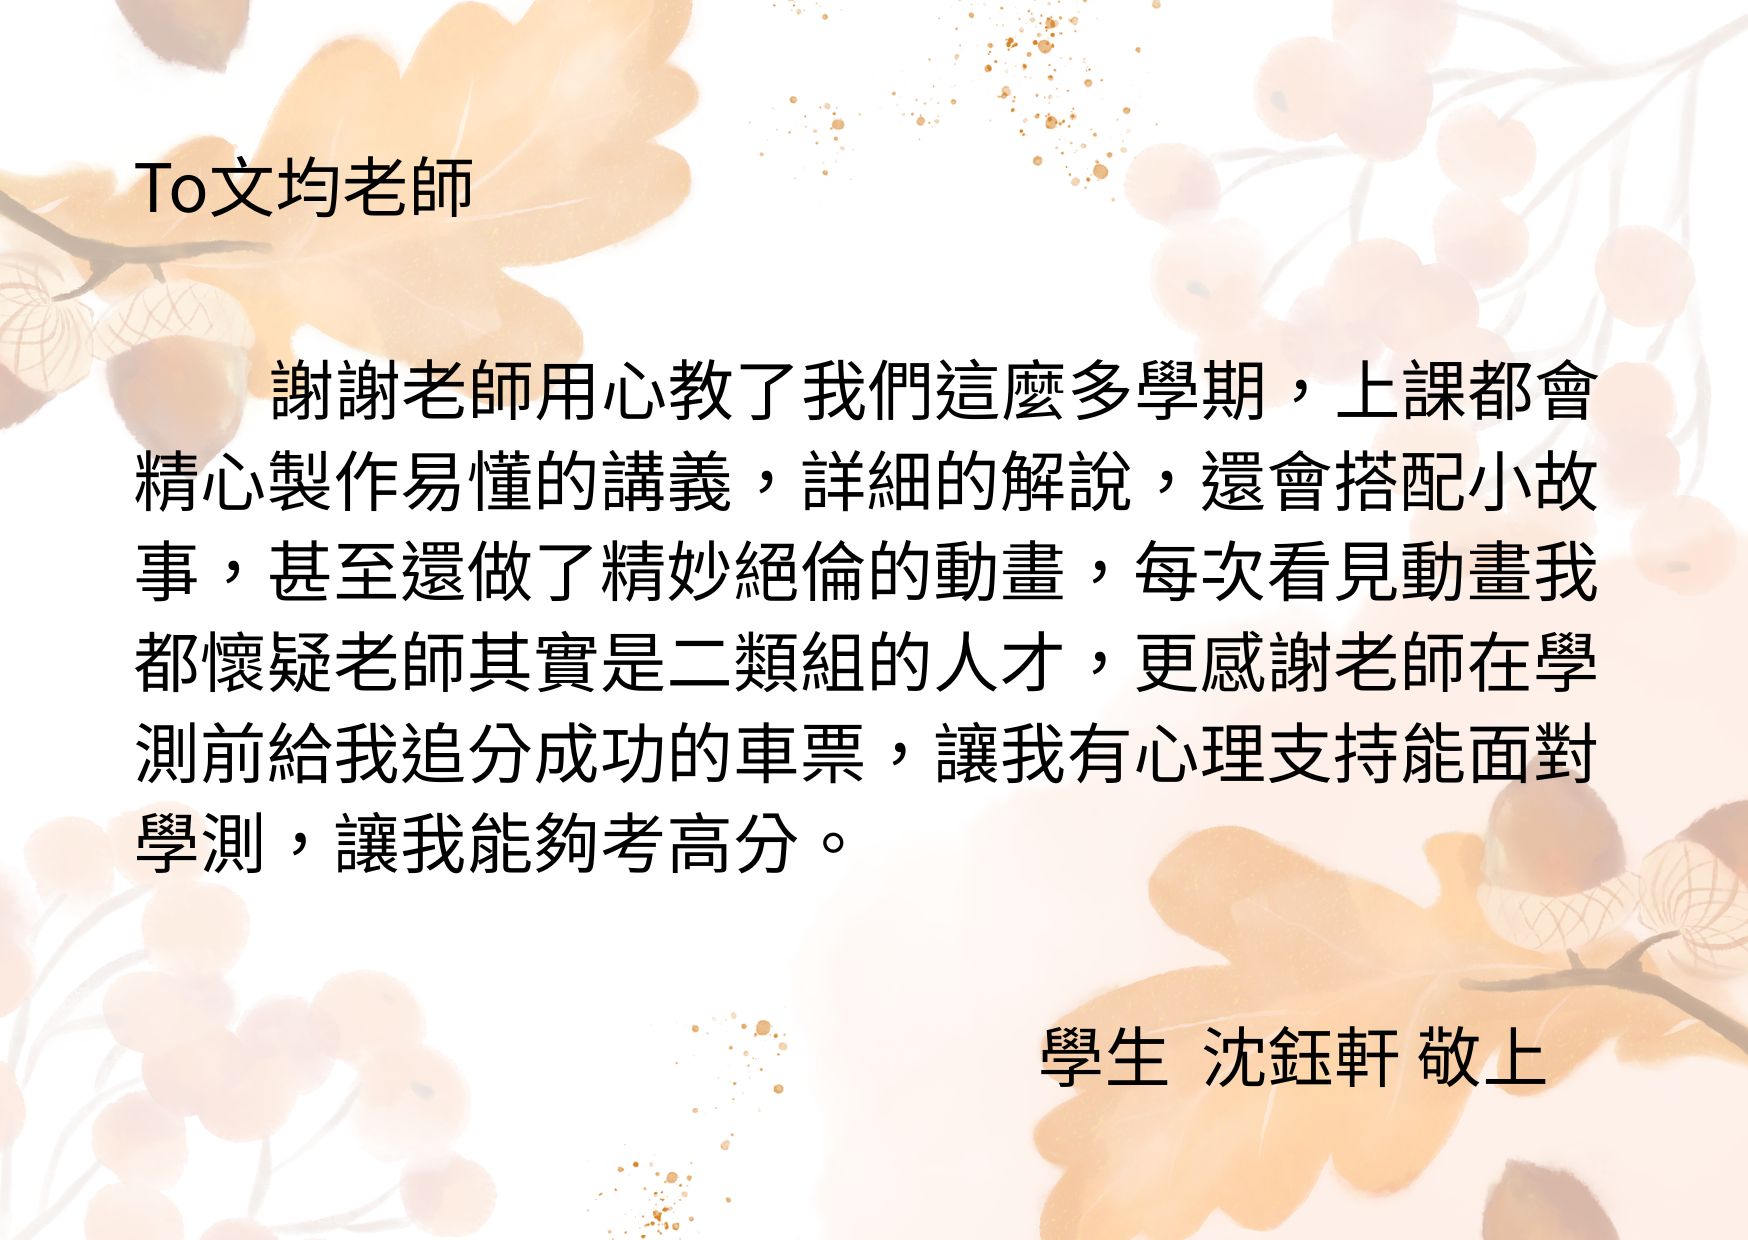 To文均老師
謝謝老師用心教了我們這麼多學期，上課都會
精心製作易懂的講義，詳細的解說，還會搭配小故
事，甚至還做了精妙絕倫的動畫，每次看見動畫我
都懷疑老師其實是二類組的人才，更感謝老師在學
測前給我追分成功的車票，讓我有心理支持能面對
學測，讓我能夠考高分。
學生 沈鈺軒 敬上